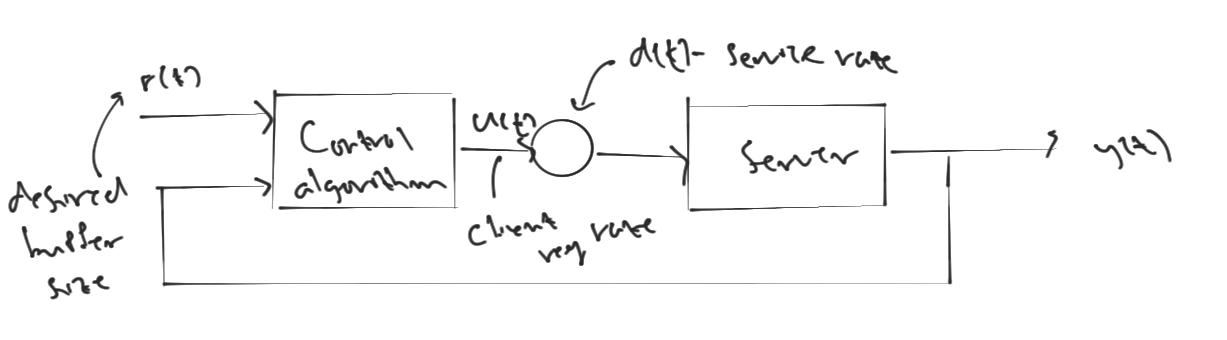 d(t) - service rate
r(t)
Control
algorithm
u(t)
Server
y(t)
desired
buffer
size
client
req rate